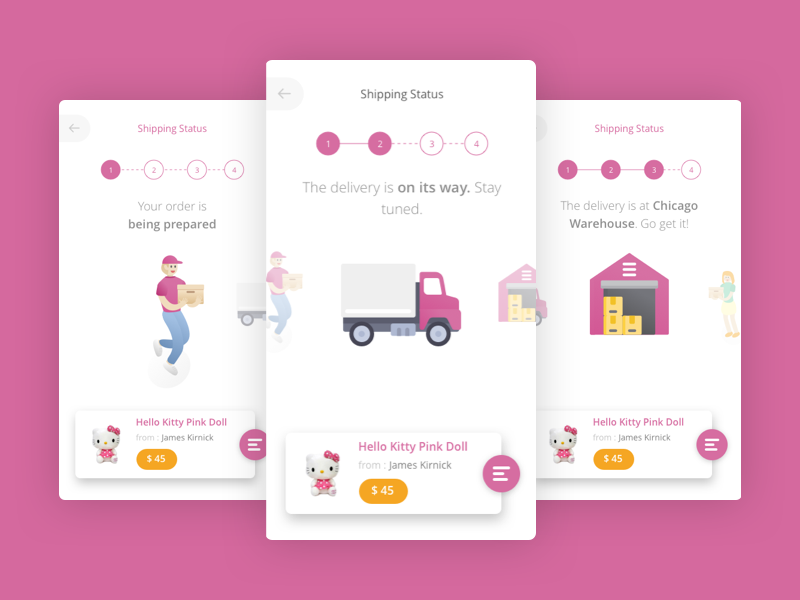 Shipping Status
1 2 3 4
Your order is
being prepared
Hello Kitty Pink Doll
from : James Kirnick
$ 45
Shipping Status
1 2 3 4
The delivery is on its way. Stay
tuned.
Hello Kitty Pink Doll
from : James Kirnick
$ 45
Shipping Status
1 2 3 4
The delivery is at Chicago
Warehouse. Go get it!
Hello Kitty Pink Doll
from : James Kirnick
$ 45